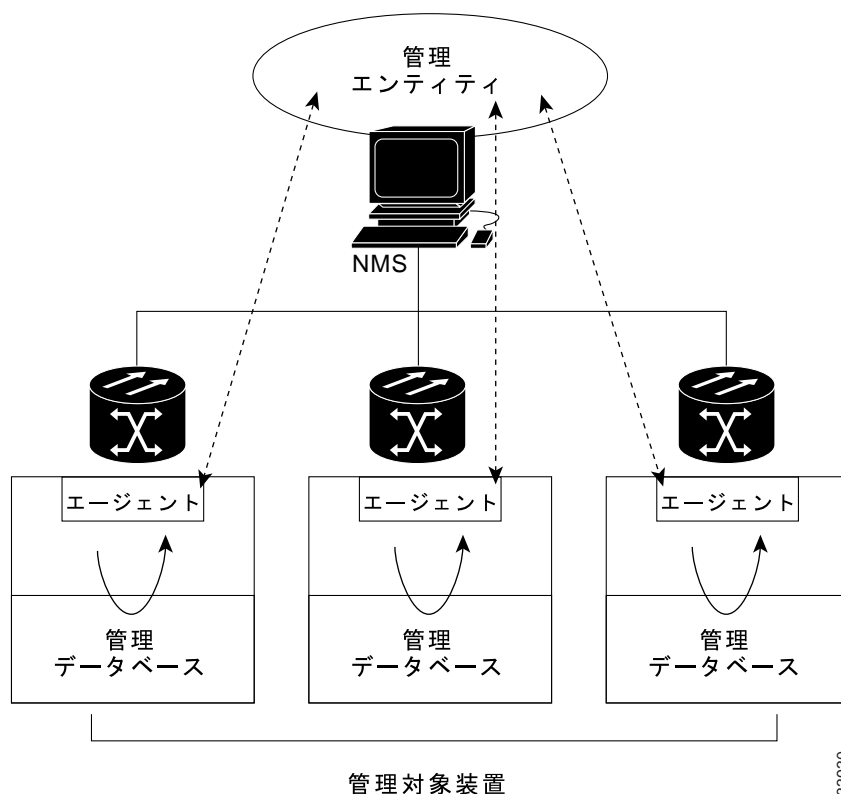 管理
エンティティ
NMS
エージェント
エージェント
エージェント
管理
データベース
管理
データベース
管理
データベース
管理対象装置